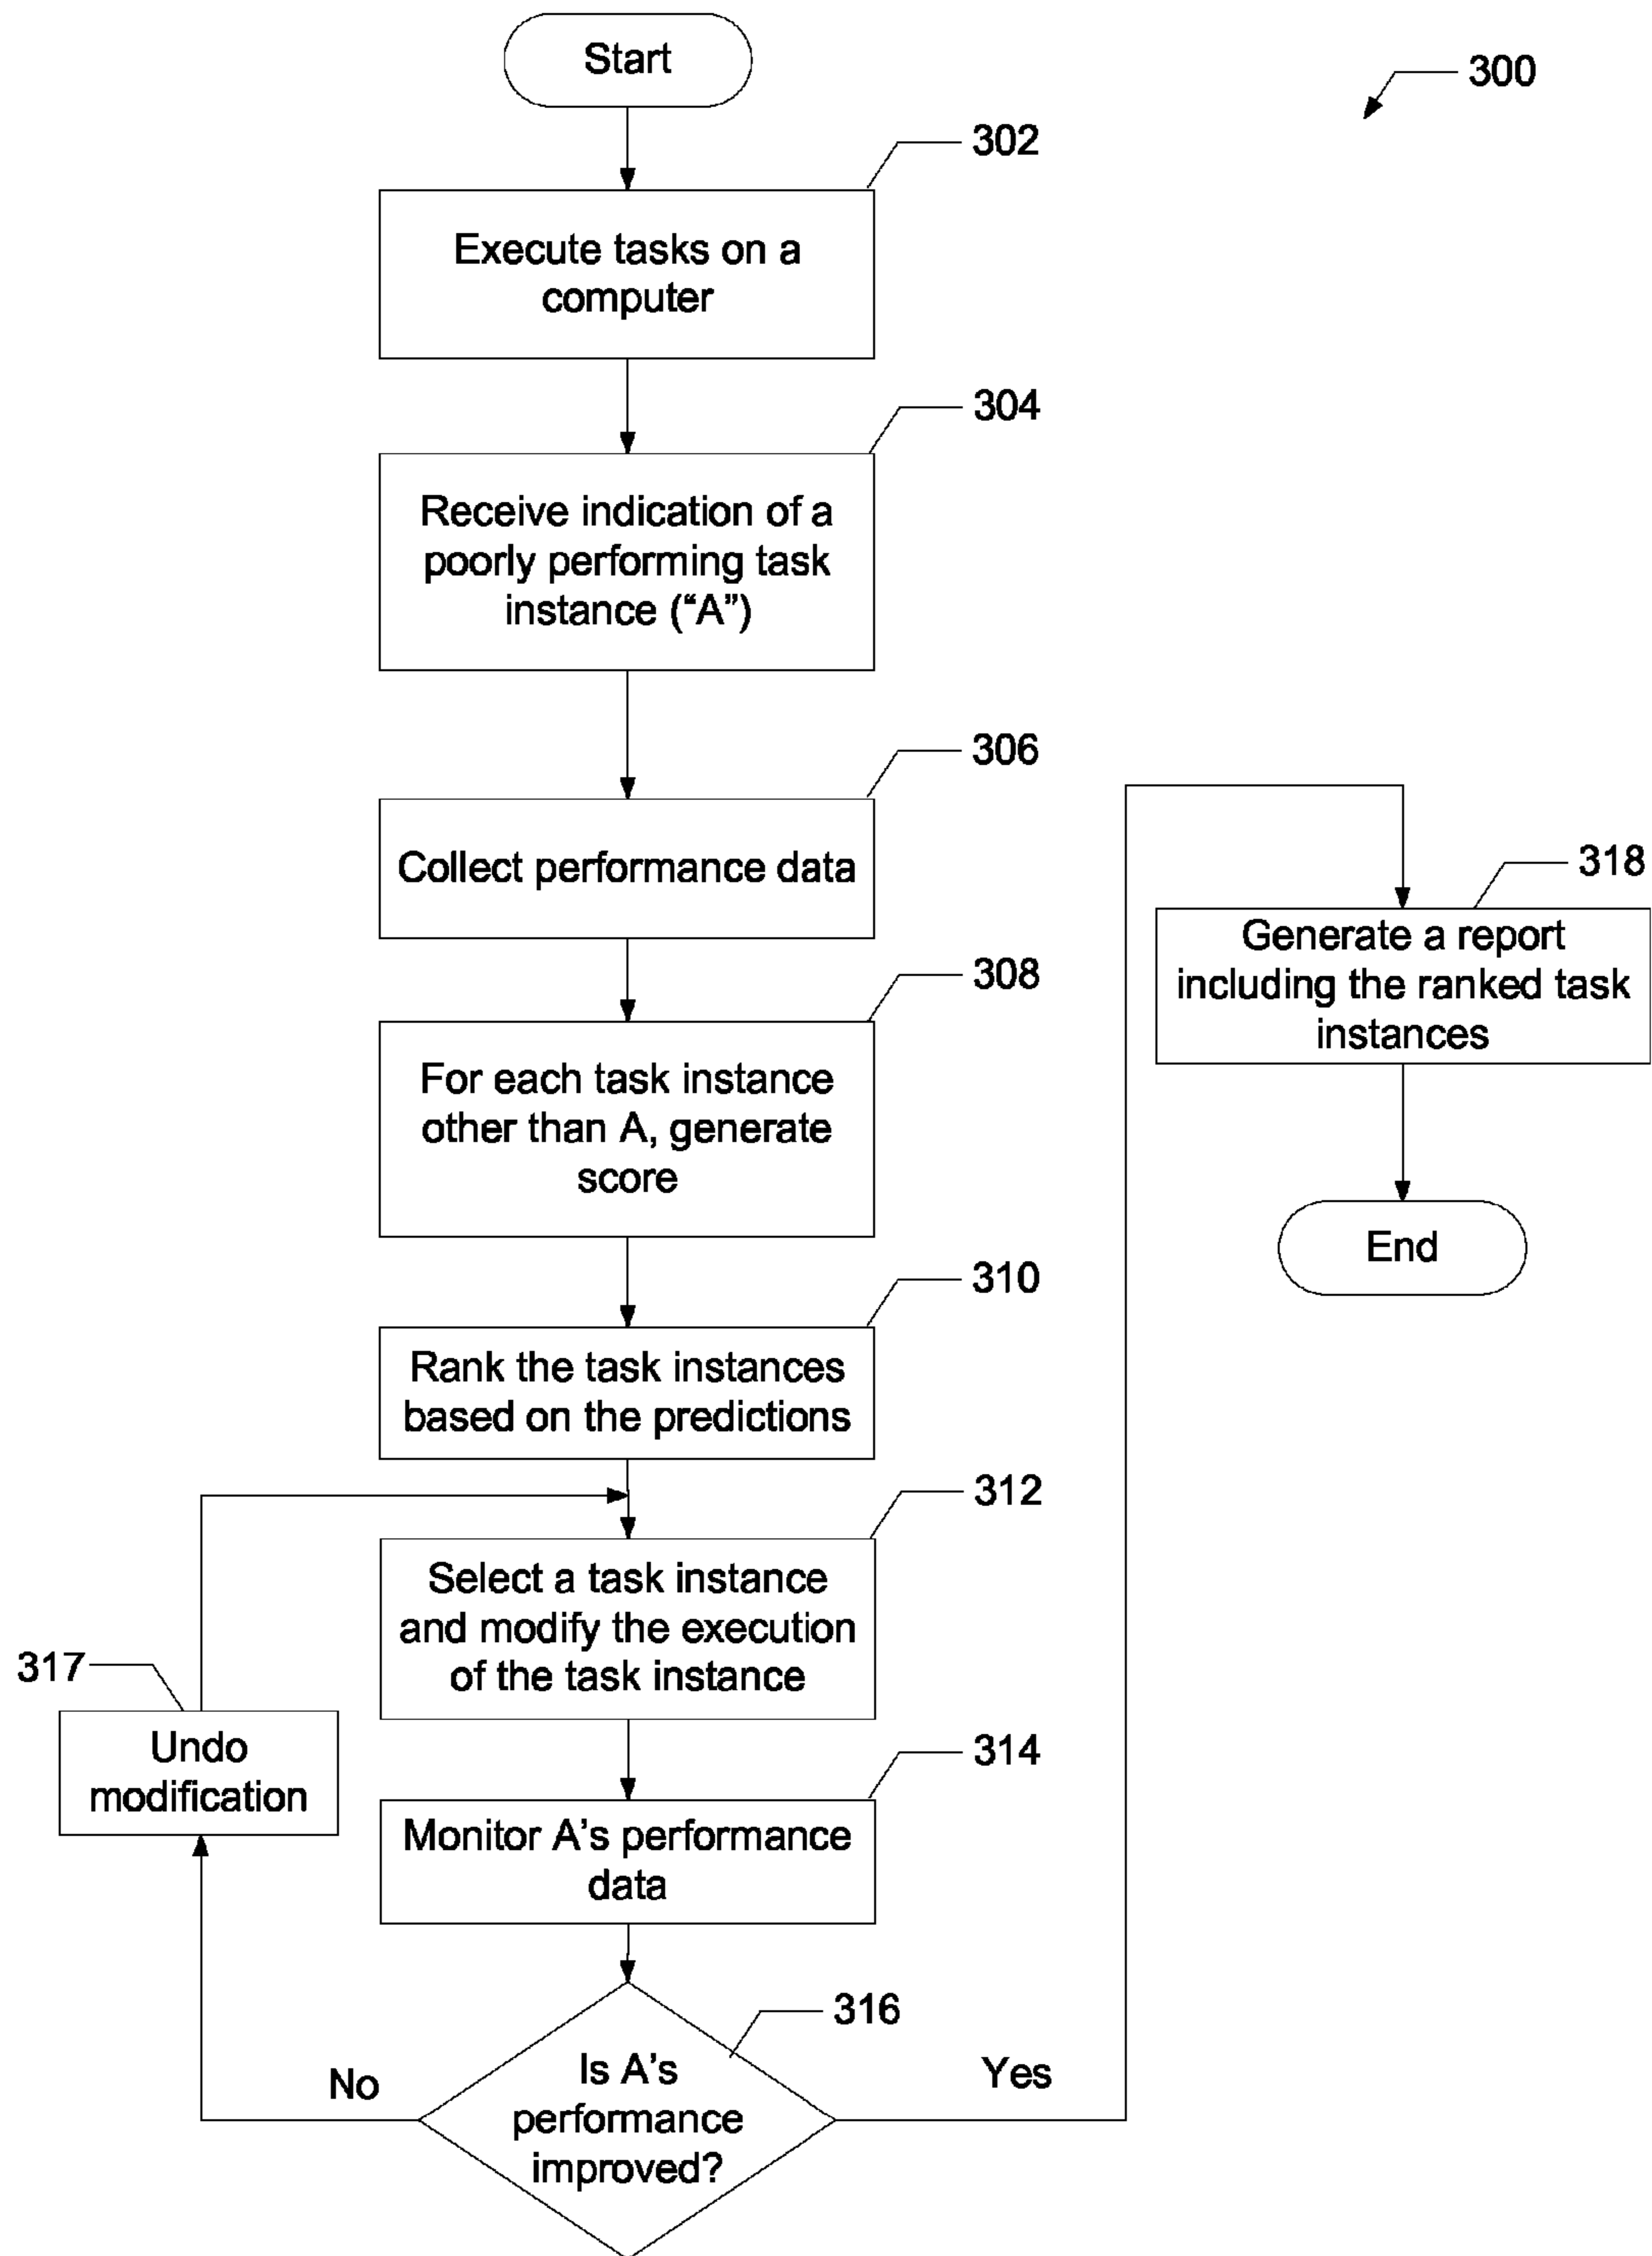 Start
300
302
Execute tasks on a
computer
304
Receive indication of a
poorly performing task
instance (“A”)
306
Collect performance data
308
For each task instance
other than A, generate
score
310
Rank the task instances
based on the predictions
312
Select a task instance
and modify the execution
of the task instance
317
Undo
modification
314
Monitor A’s performance
data
316
Is A’s
performance
improved?
No
Yes
318
Generate a report
including the ranked task
instances
End